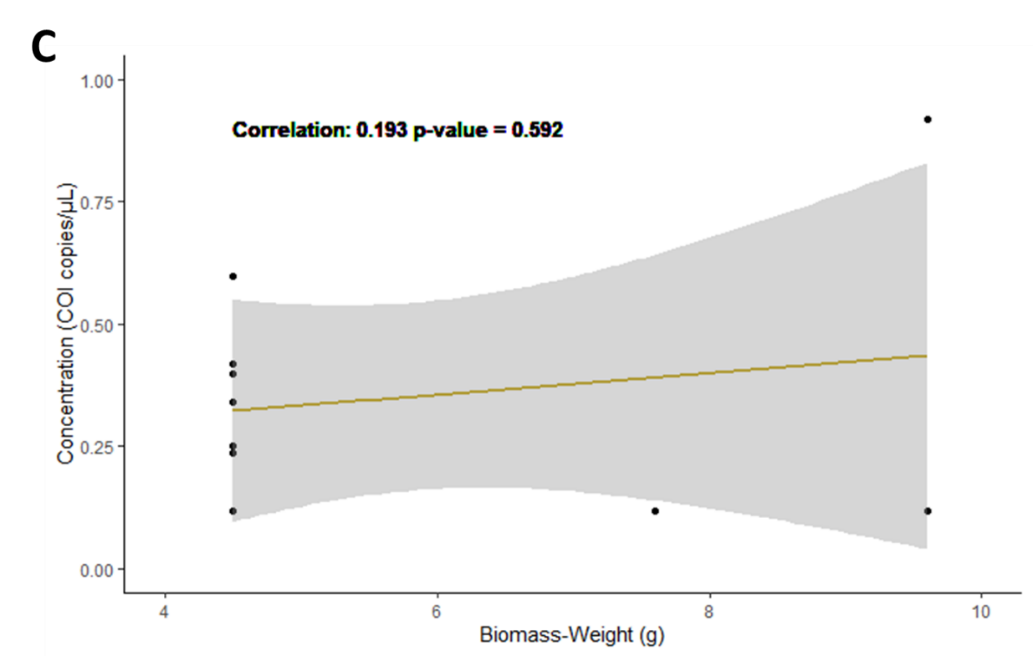 C
1.00
Correlation: 0.193 p-value = 0.592
0.75
0.50
0.25
0.00
Concentration (COI copies/µL)
4 6 8 10
Biomass-Weight (g)